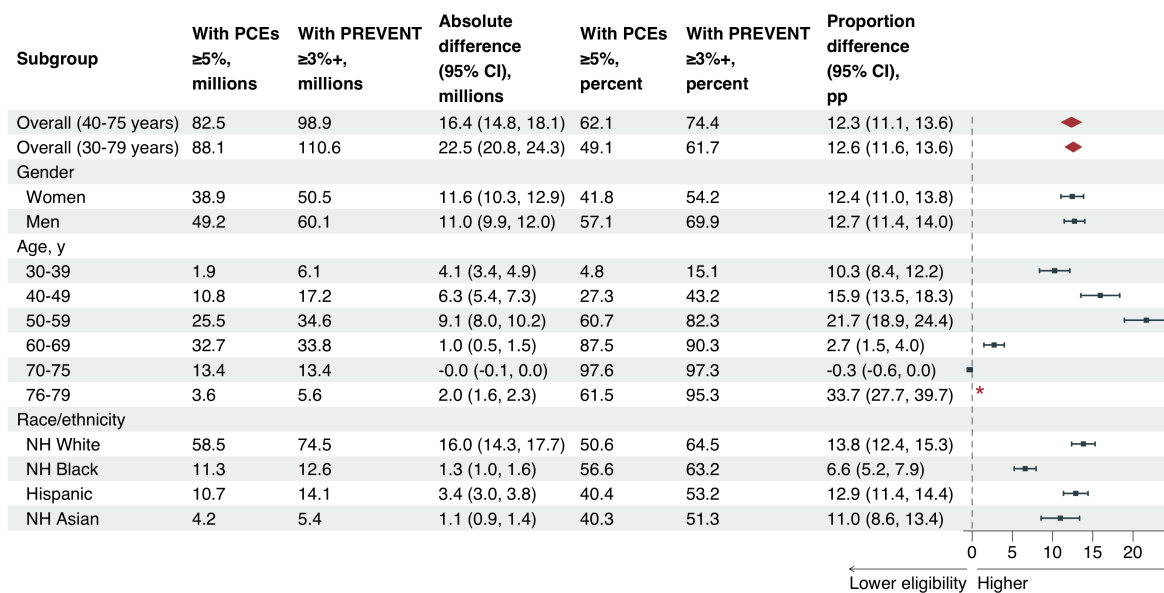 Subgroup
With PCEs
≥5%,
millions
With PREVENT
≥3%+,
millions
Absolute
difference
(95% CI),
millions
With PCEs
≥5%,
percent
With PREVENT
≥3%+,
percent
Proportion
difference
(95% CI),
pp
Overall (40-75 years) 82.5 98.9 16.4 (14.8, 18.1) 62.1 74.4 12.3 (11.1, 13.6)
Overall (30-79 years) 88.1 110.6 22.5 (20.8, 24.3) 49.1 61.7 12.6 (11.6, 13.6)
Gender
Women 38.9 50.5 11.6 (10.3, 12.9) 41.8 54.2 12.4 (11.0, 13.8)
Men 49.2 60.1 11.0 (9.9, 12.0) 57.1 69.9 12.7 (11.4, 14.0)
Age, y
30-39 1.9 6.1 4.1 (3.4, 4.9) 4.8 15.1 10.3 (8.4, 12.2)
40-49 10.8 17.2 6.3 (5.4, 7.3) 27.3 43.2 15.9 (13.5, 18.3)
50-59 25.5 34.6 9.1 (8.0, 10.2) 60.7 82.3 21.7 (18.9, 24.4)
60-69 32.7 33.8 1.0 (0.5, 1.5) 87.5 90.3 2.7 (1.5, 4.0)
70-75 13.4 13.4 -0.0 (-0.1, 0.0) 97.6 97.3 -0.3 (-0.6, 0.0)
76-79 3.6 5.6 2.0 (1.6, 2.3) 61.5 95.3 33.7 (27.7, 39.7) *
Race/ethnicity
NH White 58.5 74.5 16.0 (14.3, 17.7) 50.6 64.5 13.8 (12.4, 15.3)
NH Black 11.3 12.6 1.3 (1.0, 1.6) 56.6 63.2 6.6 (5.2, 7.9)
Hispanic 10.7 14.1 3.4 (3.0, 3.8) 40.4 53.2 12.9 (11.4, 14.4)
NH Asian 4.2 5.4 1.1 (0.9, 1.4) 40.3 51.3 11.0 (8.6, 13.4)
0 5 10 15 20
Lower eligibility Higher